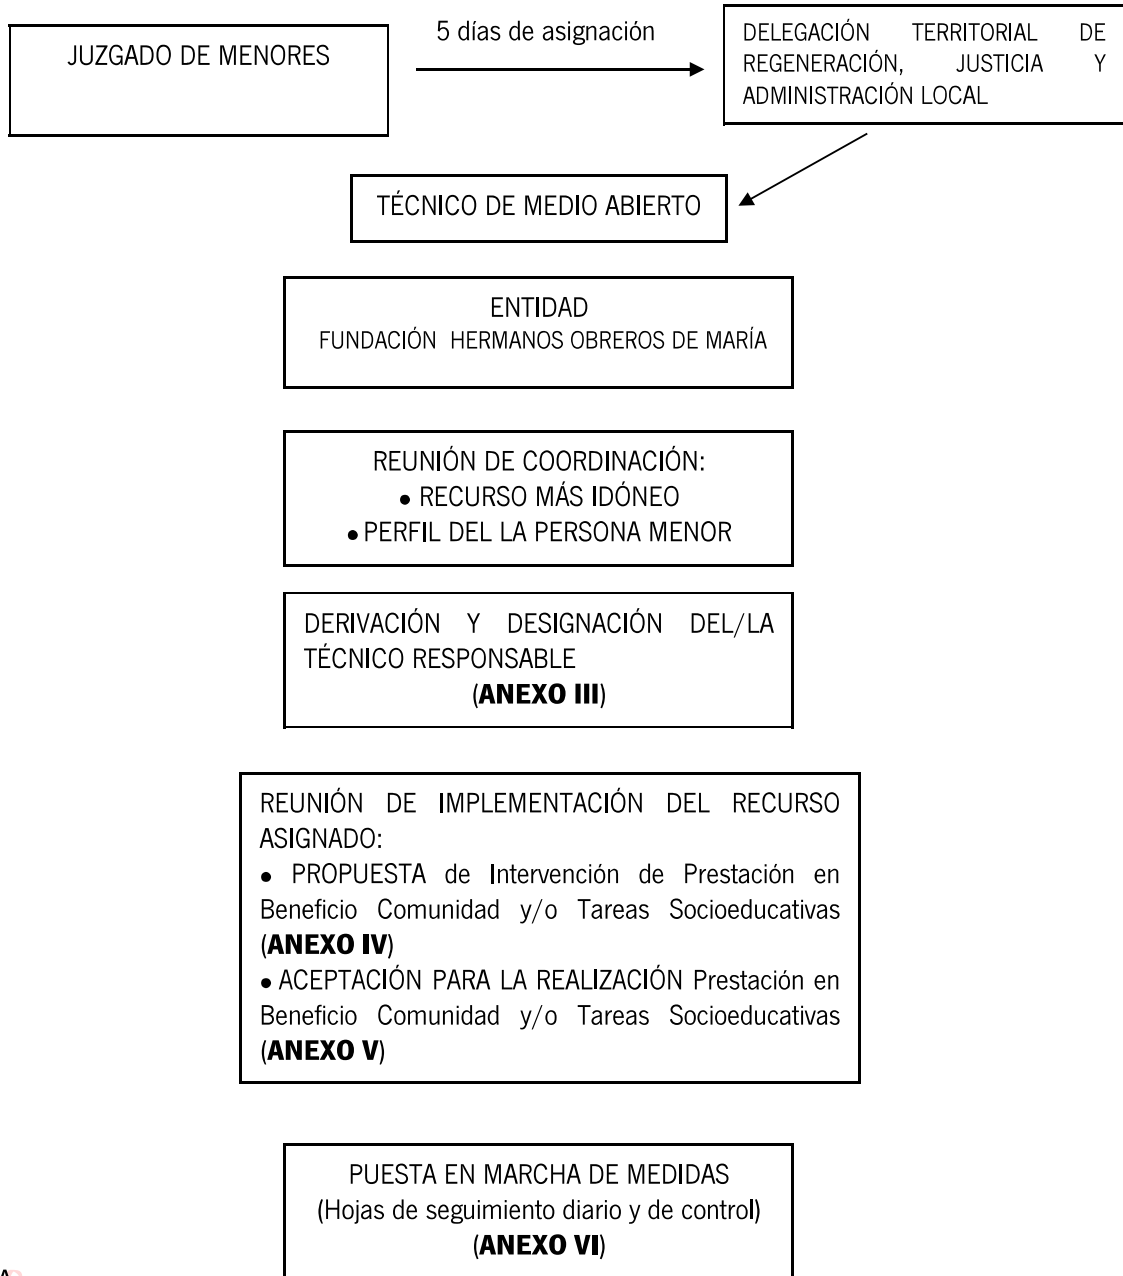 JUZGADO DE MENORES
5 días de asignación
DELEGACIÓN TERRITORIAL DE
REGENERACIÓN, JUSTICIA Y
ADMINISTRACIÓN LOCAL
TÉCNICO DE MEDIO ABIERTO
ENTIDAD
FUNDACIÓN HERMANOS OBREROS DE MARÍA
REUNIÓN DE COORDINACIÓN:
• RECURSO MÁS IDÓNEO
• PERFIL DEL LA PERSONA MENOR
DERIVACIÓN Y DESIGNACIÓN DEL/LA
TÉCNICO RESPONSABLE
(ANEXO III)
REUNIÓN DE IMPLEMENTACIÓN DEL RECURSO
ASIGNADO:
• PROPUESTA de Intervención de Prestación en
Beneficio Comunidad y/o Tareas Socioeducativas
(ANEXO IV)
• ACEPTACIÓN PARA LA REALIZACIÓN Prestación en
Beneficio Comunidad y/o Tareas Socioeducativas
(ANEXO V)
PUESTA EN MARCHA DE MEDIDAS
(Hojas de seguimiento diario y de control)
(ANEXO VI)